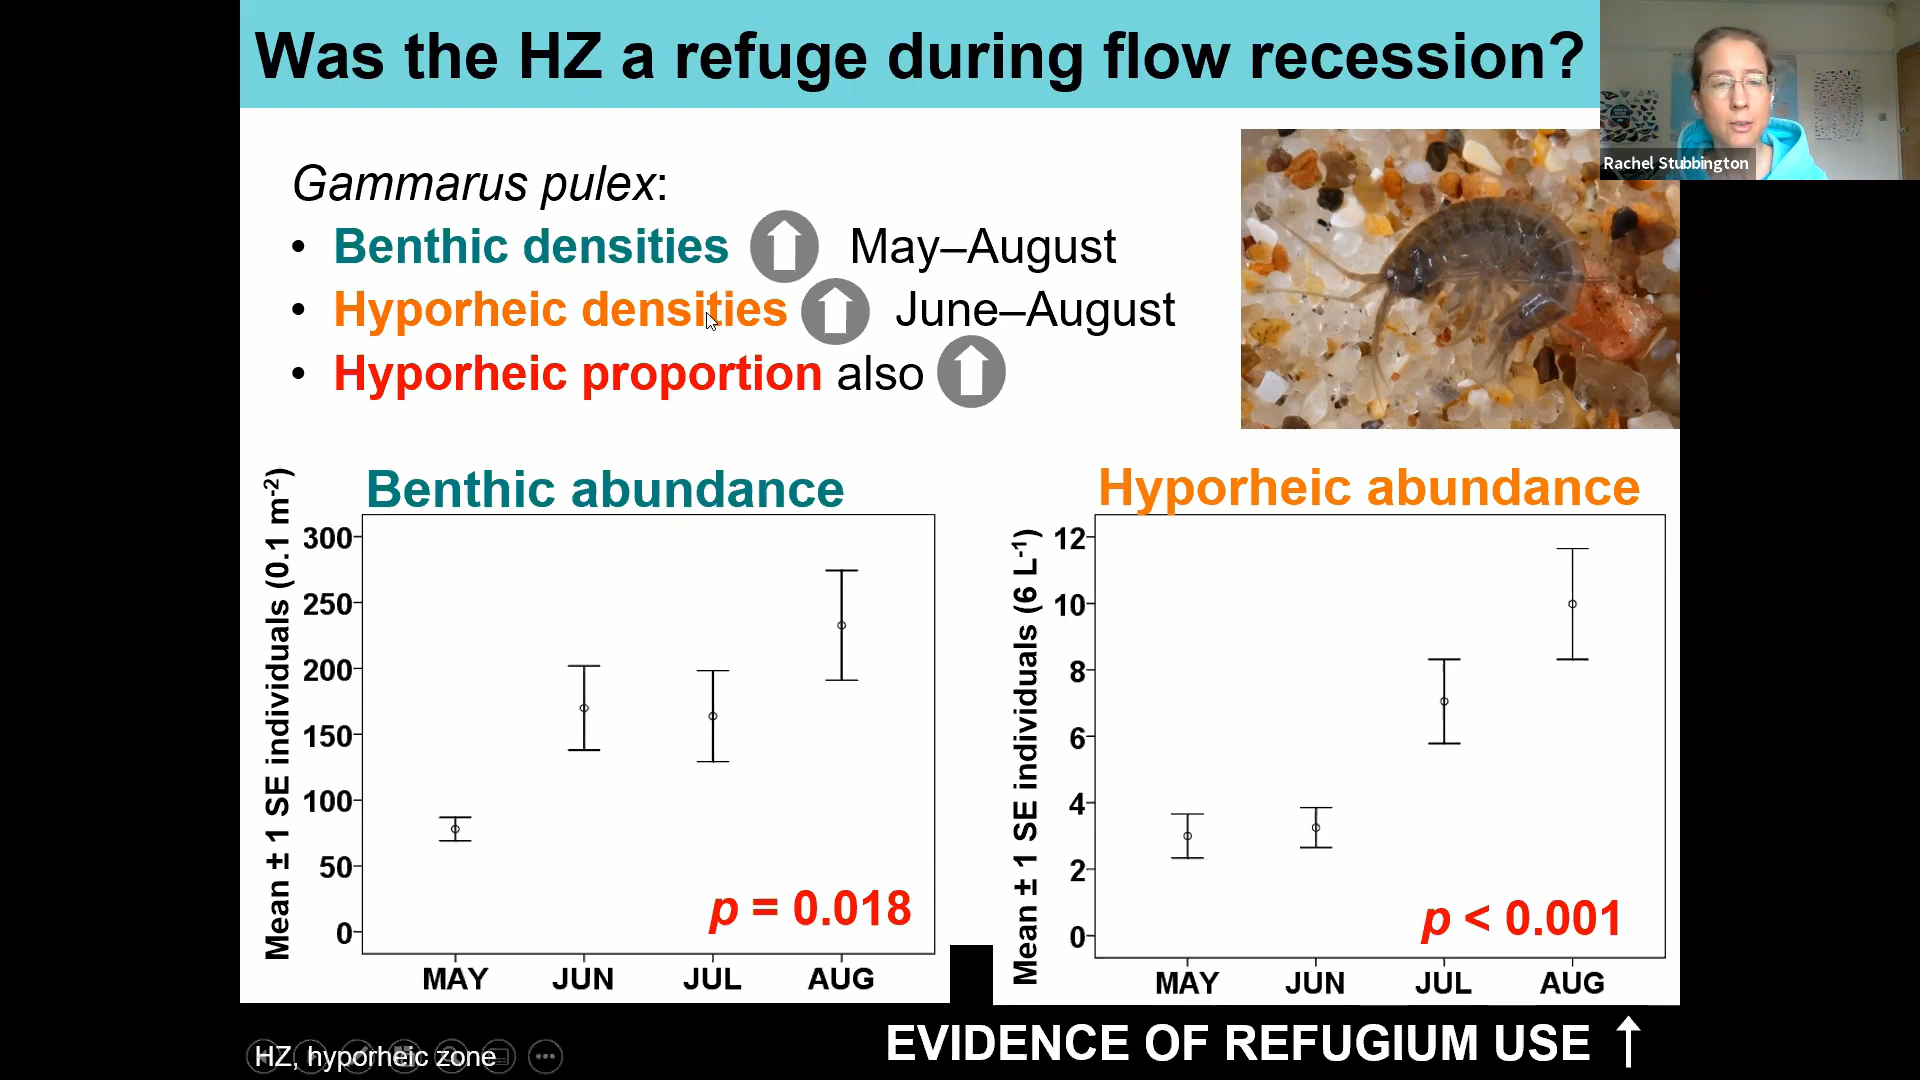 Was the HZ a refuge during flow recession?
Rachel Stubbington
Gammarus pulex:
• Benthic densities May–August
• Hyporheic densities June–August
• Hyporheic proportion also
Benthic abundance
Mean ± 1 SE individuals (0.1 m-2)
300
250
200
150
100
50
0
MAY JUN JUL AUG
p = 0.018
Hyporheic abundance
Mean ± 1 SE individuals (6 L-1)
12
10
8
6
4
2
0
MAY JUN JUL AUG
p < 0.001
EVIDENCE OF REFUGIUM USE ↑
HZ, hyporheic zone